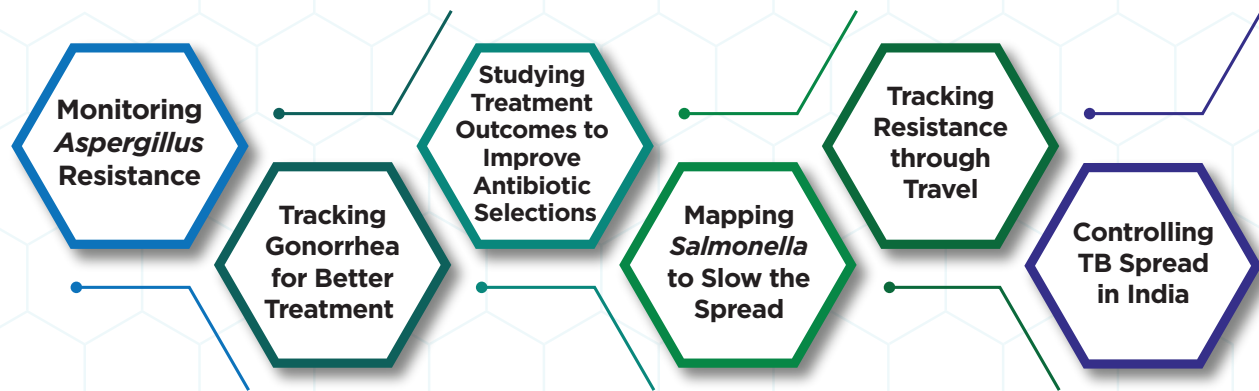 Monitoring
Aspergillus
Resistance
Tracking
Gonorrhea
for Better
Treatment
Studying
Treatment
Outcomes to
Improve
Antibiotic
Selections
Mapping
Salmonella
to Slow the
Spread
Tracking
Resistance
through
Travel
Controlling
TB Spread
in India